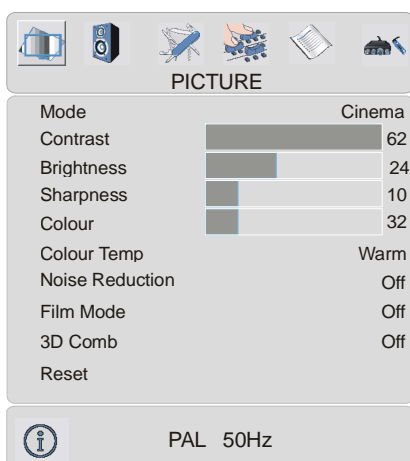 PICTURE
Mode Cinema
Contrast 62
Brightness 24
Sharpness 10
Colour 32
Colour Temp Warm
Noise Reduction Off
Film Mode Off
3D Comb Off
Reset
PAL 50Hz